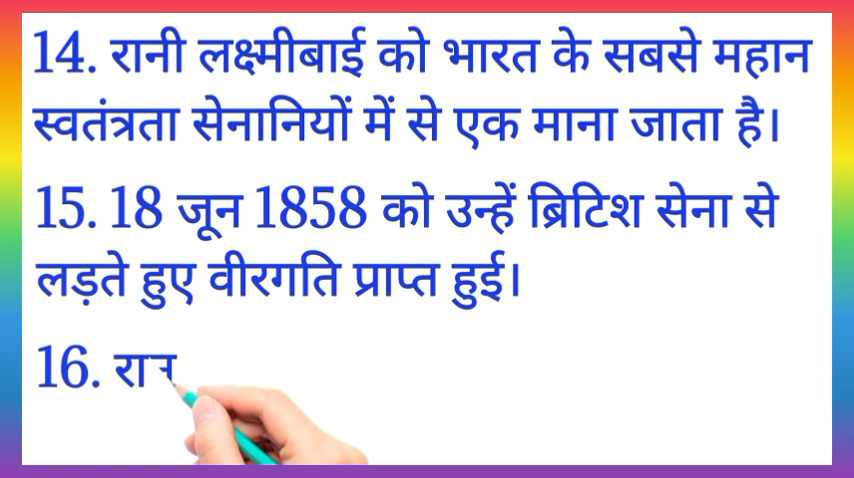 14. रानी लक्ष्मीबाई को भारत के सबसे महान
स्वतंत्रता सेनानियों में से एक माना जाता है।
15. 18 जून 1858 को उन्हें ब्रिटिश सेना से
लड़ते हुए वीरगति प्राप्त हुई।
16.